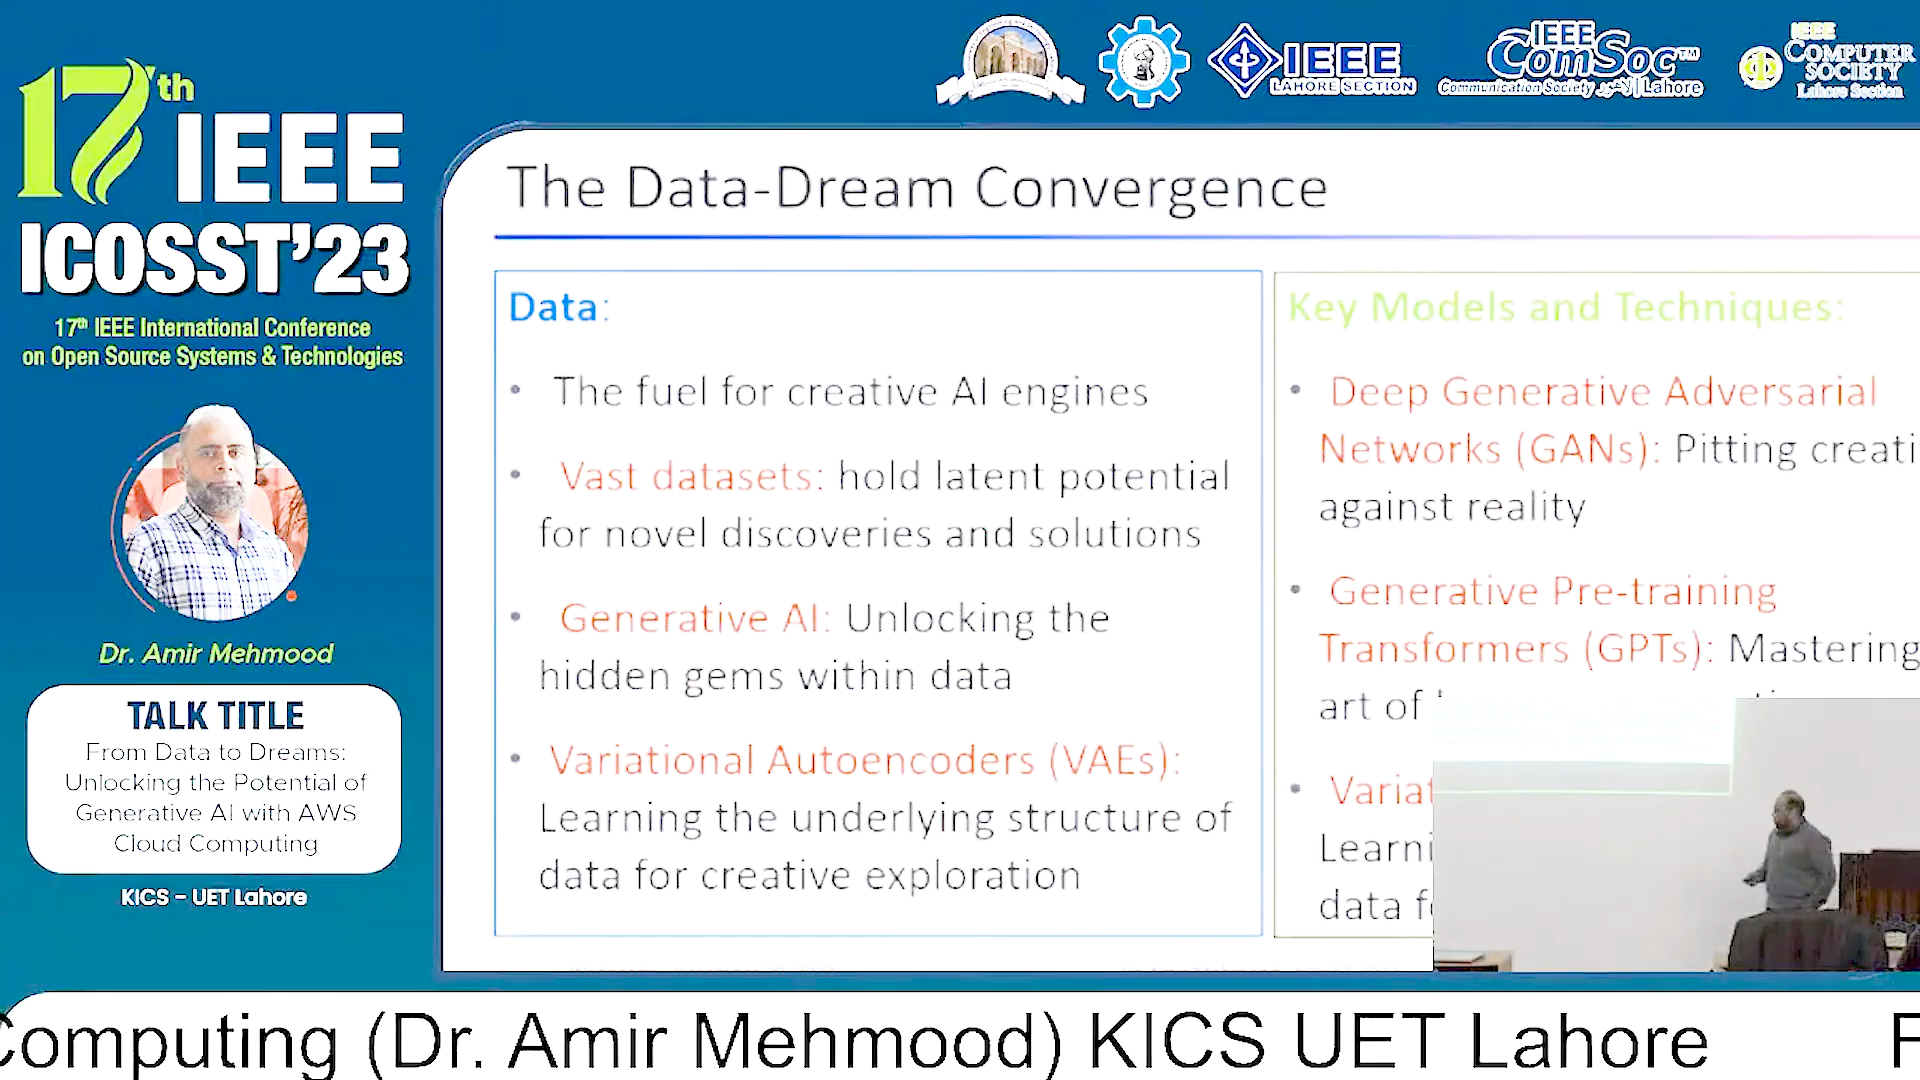 17th
IEEE
ICOSST'23
17th IEEE International Conference
on Open Source Systems & Technologies
Dr. Amir Mehmood
TALK TITLE
From Data to Dreams:
Unlocking the Potential of
Generative AI with AWS
Cloud Computing
KICS – UET Lahore
IEEE
LAHORE SECTION
IEEE
ComSoc™
Communication Society لاہور Lahore
IEEE
COMPUTER
SOCIETY
Lahore Section
The Data-Dream Convergence
Data:
• The fuel for creative AI engines
• Vast datasets: hold latent potential
for novel discoveries and solutions
• Generative AI: Unlocking the
hidden gems within data
• Variational Autoencoders (VAEs):
Learning the underlying structure of
data for creative exploration
Key Models and Techniques:
• Deep Generative Adversarial
Networks (GANs): Pitting creati
against reality
• Generative Pre-training
Transformers (GPTs): Mastering
art of
• Variat
Learni
data f
Computing (Dr. Amir Mehmood) KICS UET Lahore F